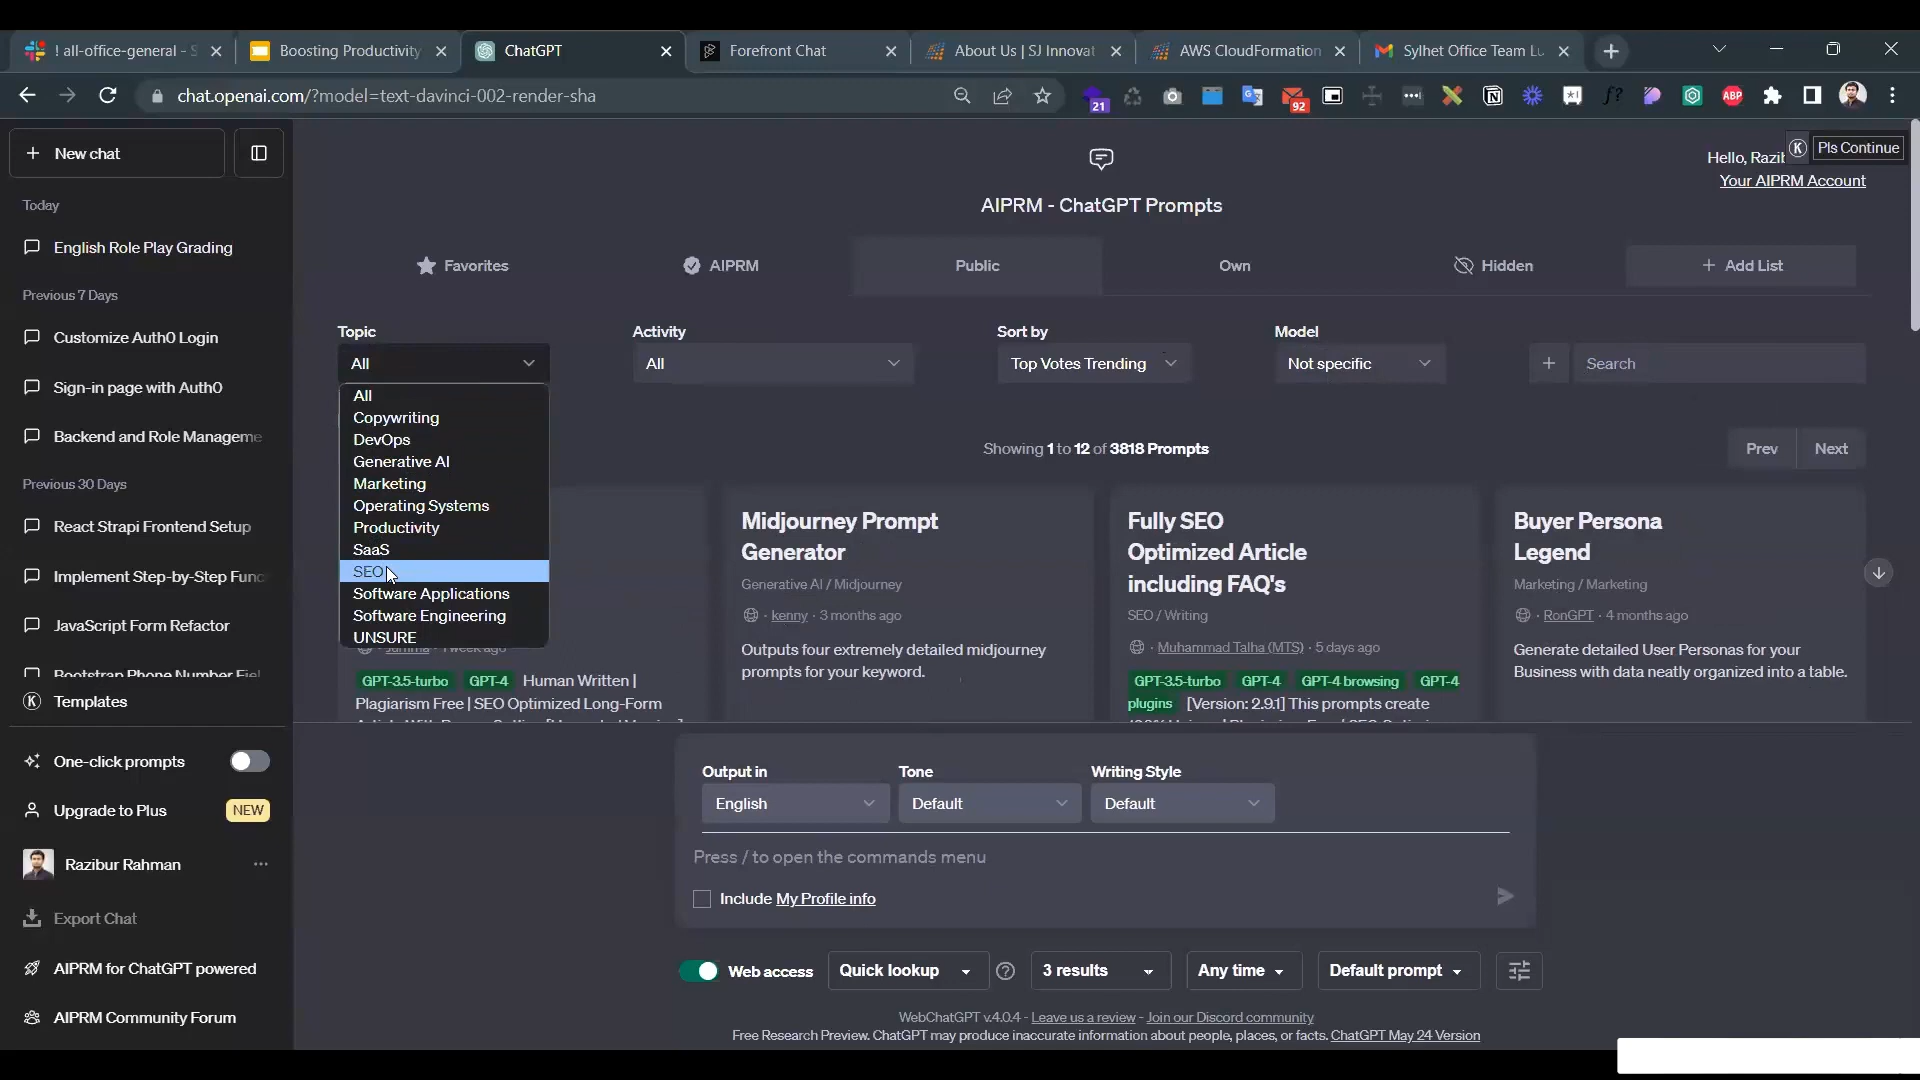 ! all-office-general - S
Boosting Productivity
ChatGPT
Forefront Chat
About Us | SJ Innovat
AWS CloudFormation
Sylhet Office Team Lu
chat.openai.com/?model=text-davinci-002-render-sha
21
92
ABP
New chat
Hello, Razib
Pls Continue
Your AIPRM Account
AIPRM - ChatGPT Prompts
Today
English Role Play Grading
Previous 7 Days
Customize Auth0 Login
Sign-in page with Auth0
Backend and Role Manageme
Previous 30 Days
React Strapi Frontend Setup
Implement Step-by-Step Func
JavaScript Form Refactor
Bootstrap Phone Number Fiel
Templates
One-click prompts
Upgrade to Plus NEW
Razibur Rahman
Export Chat
AIPRM for ChatGPT powered
AIPRM Community Forum
Favorites
AIPRM
Public
Own
Hidden
+ Add List
Topic
Activity
Sort by
Model
All
All
Top Votes Trending
Not specific
+
Search
All
Copywriting
DevOps
Generative AI
Marketing
Operating Systems
Productivity
SaaS
SEO
Software Applications
Software Engineering
UNSURE
Showing 1 to 12 of 3818 Prompts
Prev
Next
· 1 week ago
GPT-3.5-turbo GPT-4 Human Written |
Plagiarism Free | SEO Optimized Long-Form
Midjourney Prompt
Generator
Generative AI / Midjourney
· kenny · 3 months ago
Outputs four extremely detailed midjourney
prompts for your keyword.
Fully SEO
Optimized Article
including FAQ's
SEO / Writing
· Muhammad Talha (MTS) · 5 days ago
GPT-3.5-turbo GPT-4 GPT-4 browsing GPT-4
plugins [Version: 2.9.1] This prompts create
Buyer Persona
Legend
Marketing / Marketing
· RonGPT · 4 months ago
Generate detailed User Personas for your
Business with data neatly organized into a table.
Output in
Tone
Writing Style
English
Default
Default
Press / to open the commands menu
Include My Profile info
Web access
Quick lookup
3 results
Any time
Default prompt
WebChatGPT v.4.0.4 - Leave us a review - Join our Discord community
Free Research Preview. ChatGPT may produce inaccurate information about people, places, or facts. ChatGPT May 24 Version